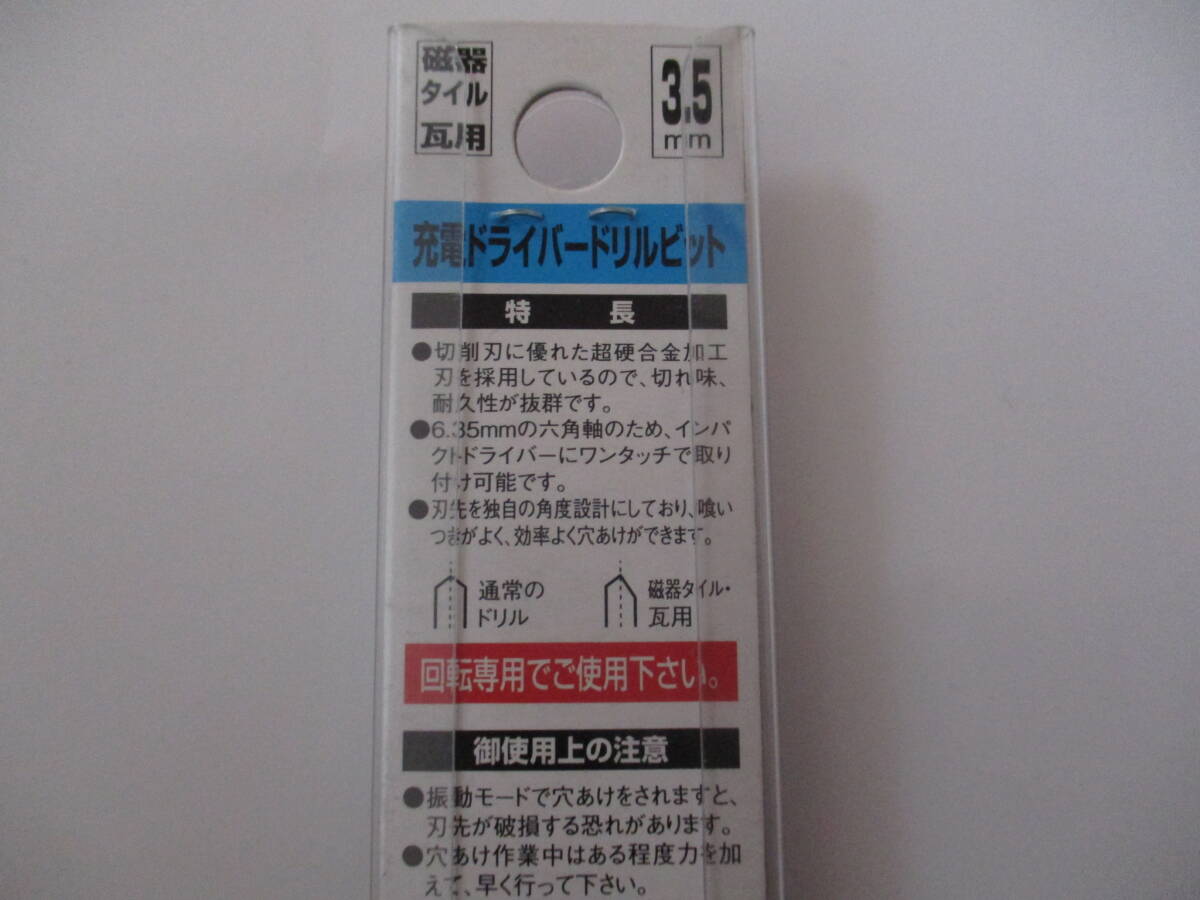 磁器
タイル
瓦用
3.5
mm
充電ドライバードリルビット
特長
●切削刃に優れた超硬合金加工
刃を採用しているので、切れ味、
耐久性が抜群です。
●6.35mmの六角軸のため、インパ
クトドライバーにワンタッチで取り
付け可能です。
●刃先を独自の角度設計にしており、喰い
つきがよく、効率よく穴あけができます。
通常の
ドリル
磁器タイル・
瓦用
回転専用でご使用下さい。
御使用上の注意
●振動モードで穴あけをされますと、
刃先が破損する恐れがあります。
●穴あけ作業中はある程度力を加
えて、早く行って下さい。